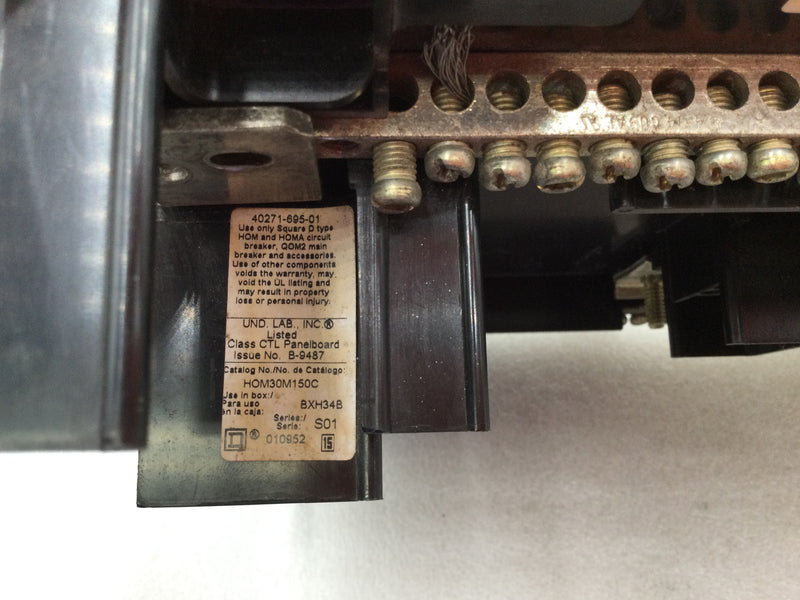 40271-695-01
Use only Square D type
HOM and HOMA circuit
breaker, QOM2 main
breaker and accessories.
Use of other components
voids the warranty, may
void the UL listing and
may result in property
loss or personal injury.
UND. LAB., INC.®
Listed
Class CTL Panelboard
Issue No. B-9487
Catalog No./No. de Catálogo:
HOM30M150C
Use in box:/
Para uso
en la caja:
BXH34B
Series:/
Serie:
S01
® 010952
15